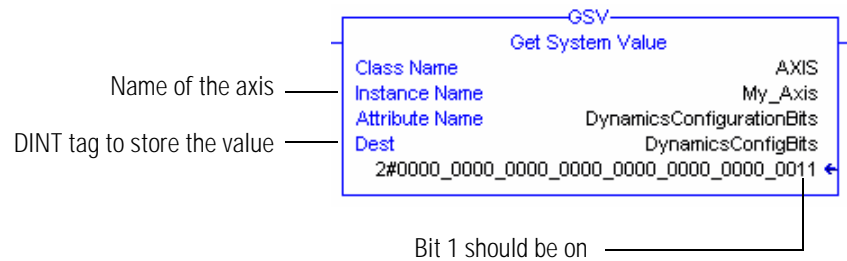 GSV
Get System Value
Class Name AXIS
Name of the axis Instance Name My_Axis
Attribute Name DynamicsConfigurationBits
DINT tag to store the value Dest DynamicsConfigBits
2#0000_0000_0000_0000_0000_0000_0000_0011
Bit 1 should be on